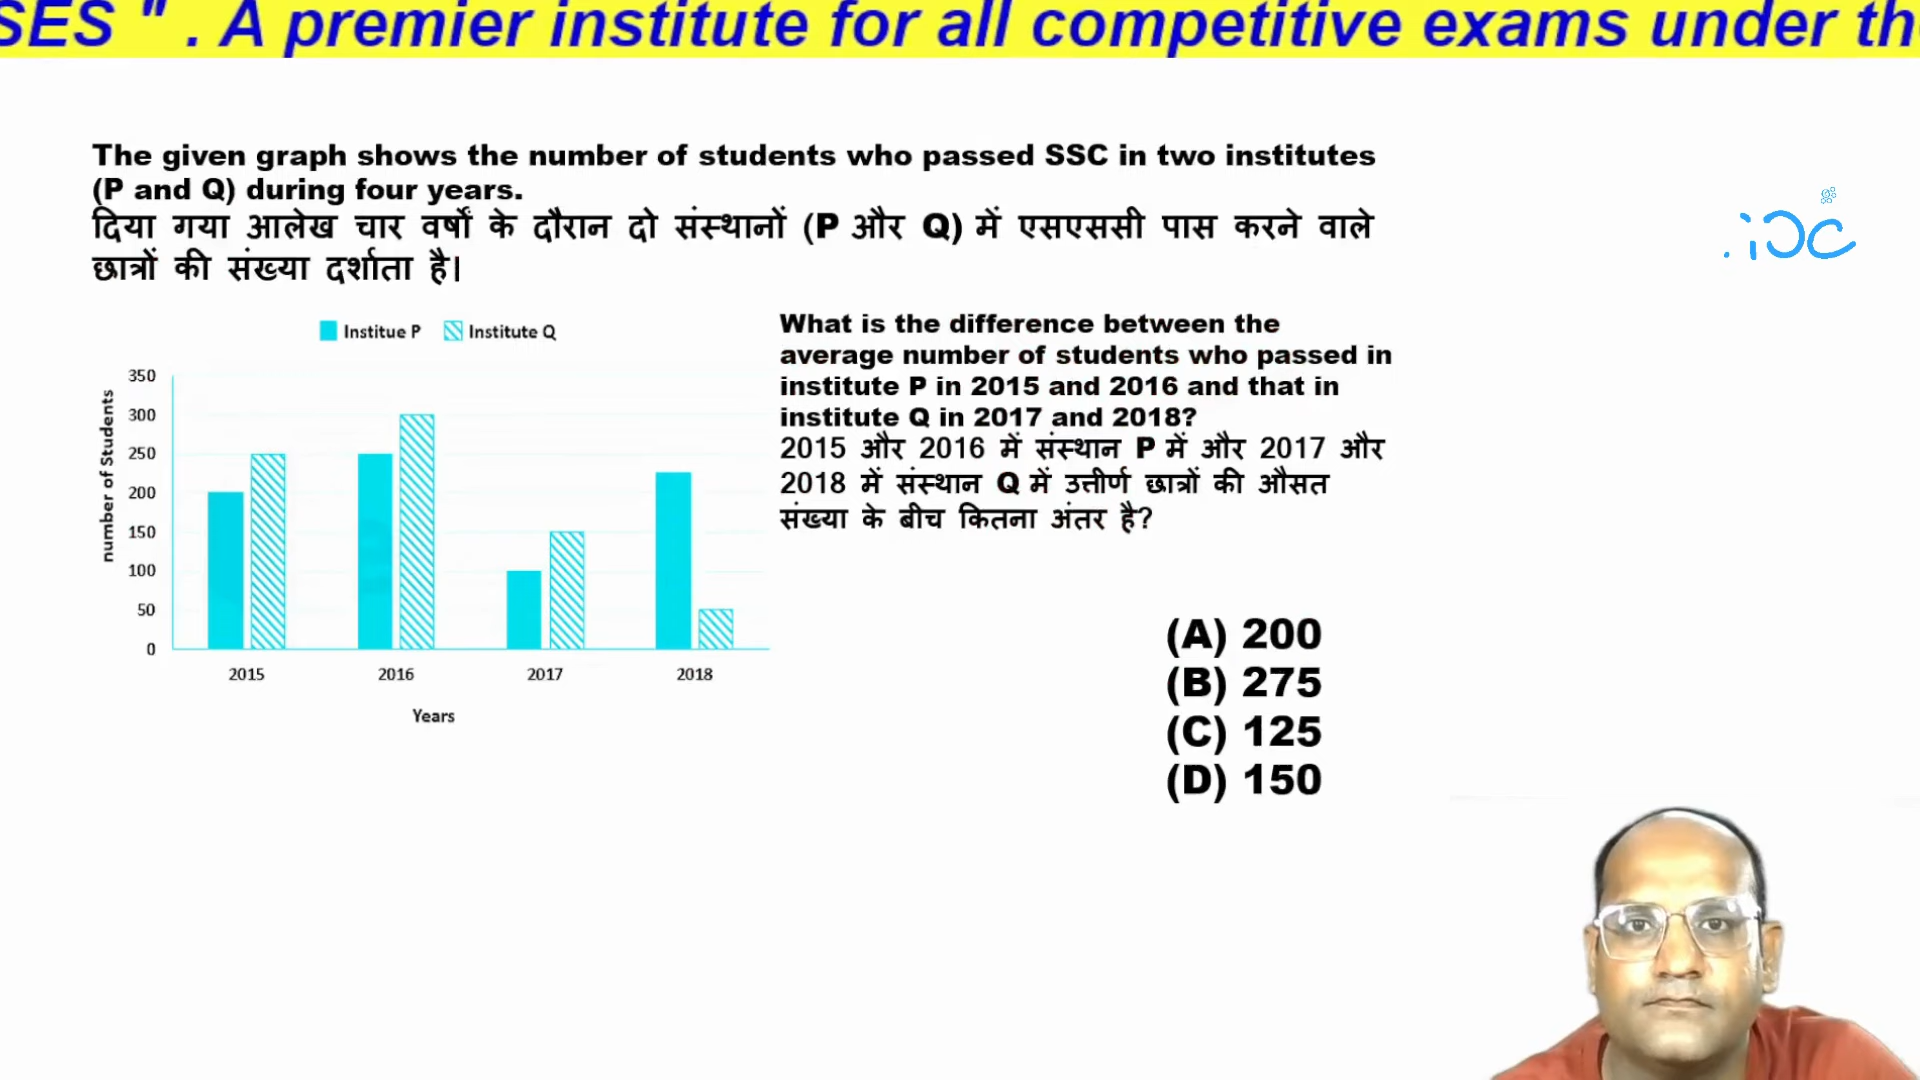 SES " . A premier institute for all competitive exams under th
The given graph shows the number of students who passed SSC in two institutes
(P and Q) during four years.
दिया गया आलेख चार वर्षों के दौरान दो संस्थानों (P और Q) में एसएससी पास करने वाले
छात्रों की संख्या दर्शाता है।
Institue P Institute Q
number of Students
350
300
250
200
150
100
50
0
2015 2016 2017 2018
Years
What is the difference between the
average number of students who passed in
institute P in 2015 and 2016 and that in
institute Q in 2017 and 2018?
2015 और 2016 में संस्थान P में और 2017 और
2018 में संस्थान Q में उत्तीर्ण छात्रों की औसत
संख्या के बीच कितना अंतर है?
(A) 200
(B) 275
(C) 125
(D) 150